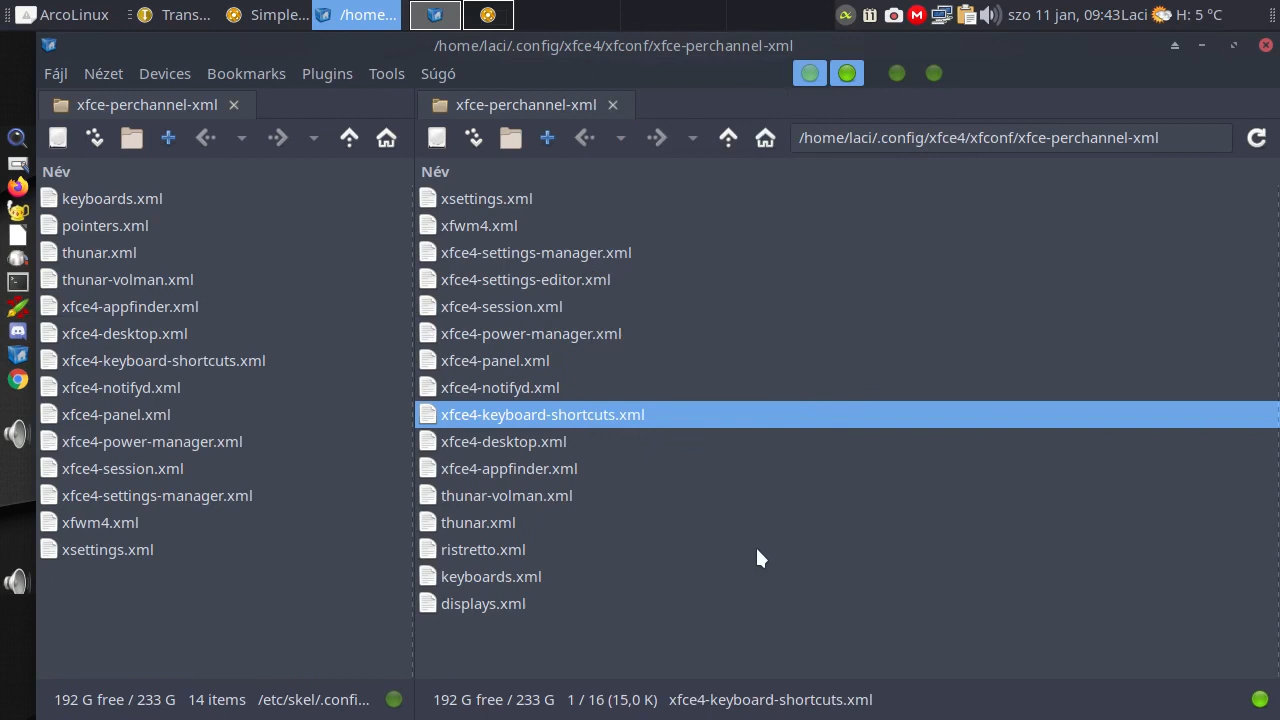 ArcoLinux
Trans...
Simple...
/home...
szo 11 jan, 08:43
Laci
H: 5 °C
/home/laci/.config/xfce4/xfconf/xfce-perchannel-xml
Fájl Nézet Devices Bookmarks Plugins Tools Súgó
xfce-perchannel-xml
xfce-perchannel-xml
/home/laci/.config/xfce4/xfconf/xfce-perchannel-xml
Név
keyboards.xml
pointers.xml
thunar.xml
thunar-volman.xml
xfce4-appfinder.xml
xfce4-desktop.xml
xfce4-keyboard-shortcuts.xml
xfce4-notifyd.xml
xfce4-panel.xml
xfce4-power-manager.xml
xfce4-session.xml
xfce4-settings-manager.xml
xfwm4.xml
xsettings.xml
Név
xsettings.xml
xfwm4.xml
xfce4-settings-manager.xml
xfce4-settings-editor.xml
xfce4-session.xml
xfce4-power-manager.xml
xfce4-panel.xml
xfce4-notifyd.xml
xfce4-keyboard-shortcuts.xml
xfce4-desktop.xml
xfce4-appfinder.xml
thunar-volman.xml
thunar.xml
ristretto.xml
keyboards.xml
displays.xml
192 G free / 233 G 14 items /etc/skel/.confi...
192 G free / 233 G 1 / 16 (15,0 K) xfce4-keyboard-shortcuts.xml